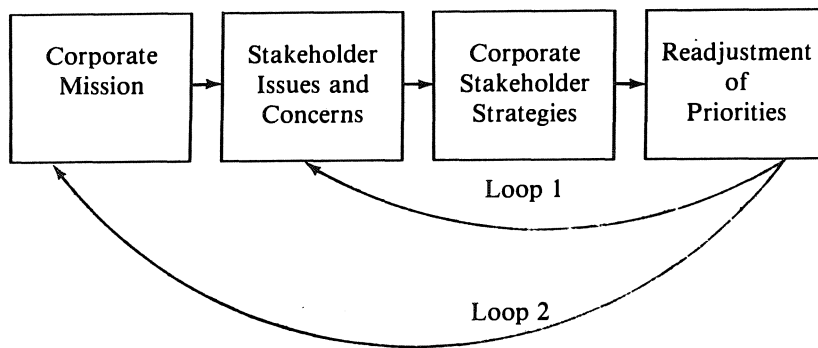 Corporate
Mission
Stakeholder
Issues and
Concerns
Corporate
Stakeholder
Strategies
Readjustment
of
Priorities
Loop 1
Loop 2